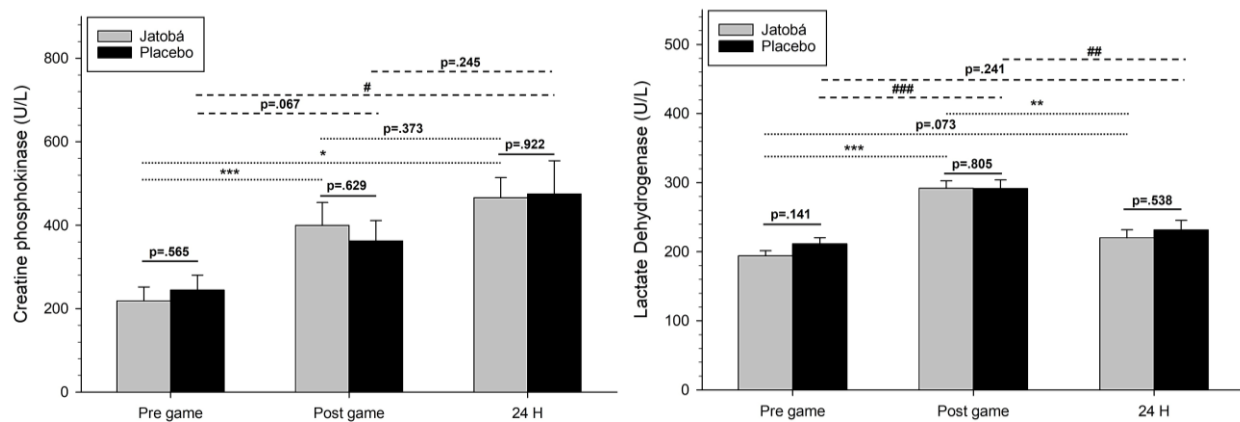 Jatobá
Placebo
Creatine phosphokinase (U/L)
800
600
400
200
0
p=.245
#
p=.067
p=.373
p=.922
*
***
p=.629
p=.565
Pre game
Post game
24 H
Jatobá
Placebo
Lactate Dehydrogenase (U/L)
500
400
300
200
100
0
##
p=.241
###
**
p=.073
***
p=.805
p=.141
p=.538
Pre game
Post game
24 H